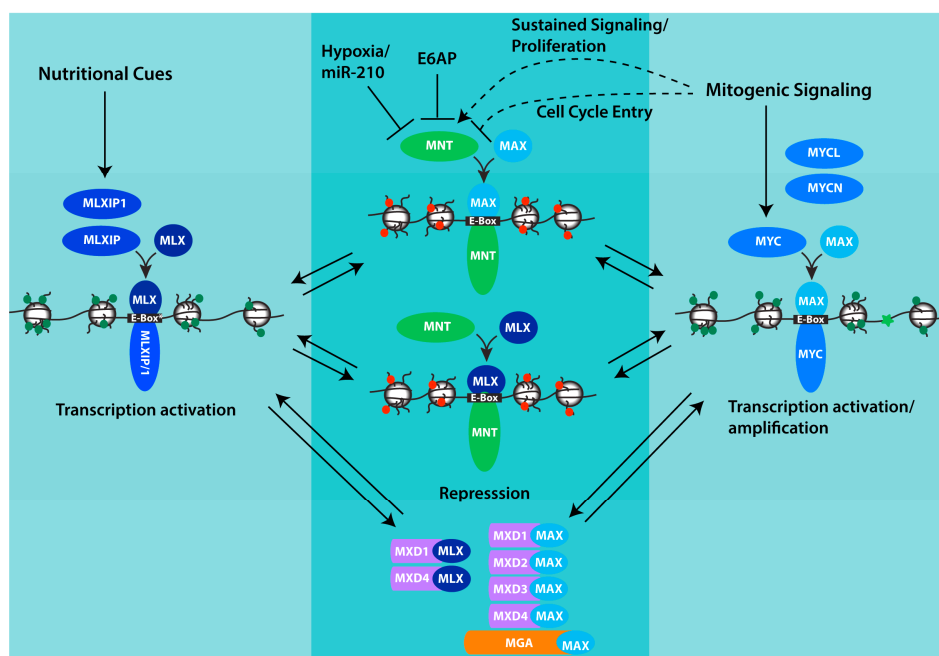 Nutritional Cues
MLXIP1
MLXIP
MLX
MLX
E-Box
MLXIP/1
Transcription activation
Hypoxia/
miR-210
E6AP
Sustained Signaling/
Proliferation
Cell Cycle Entry
MNT
MAX
MAX
E-Box
MNT
MNT
MLX
MLX
E-Box
MNT
Represssion
MXD1
MLX
MXD4
MLX
MXD1
MAX
MXD2
MAX
MXD3
MAX
MXD4
MAX
MGA
MAX
Mitogenic Signaling
MYCL
MYCN
MYC
MAX
MAX
E-Box
MYC
Transcription activation/
amplification